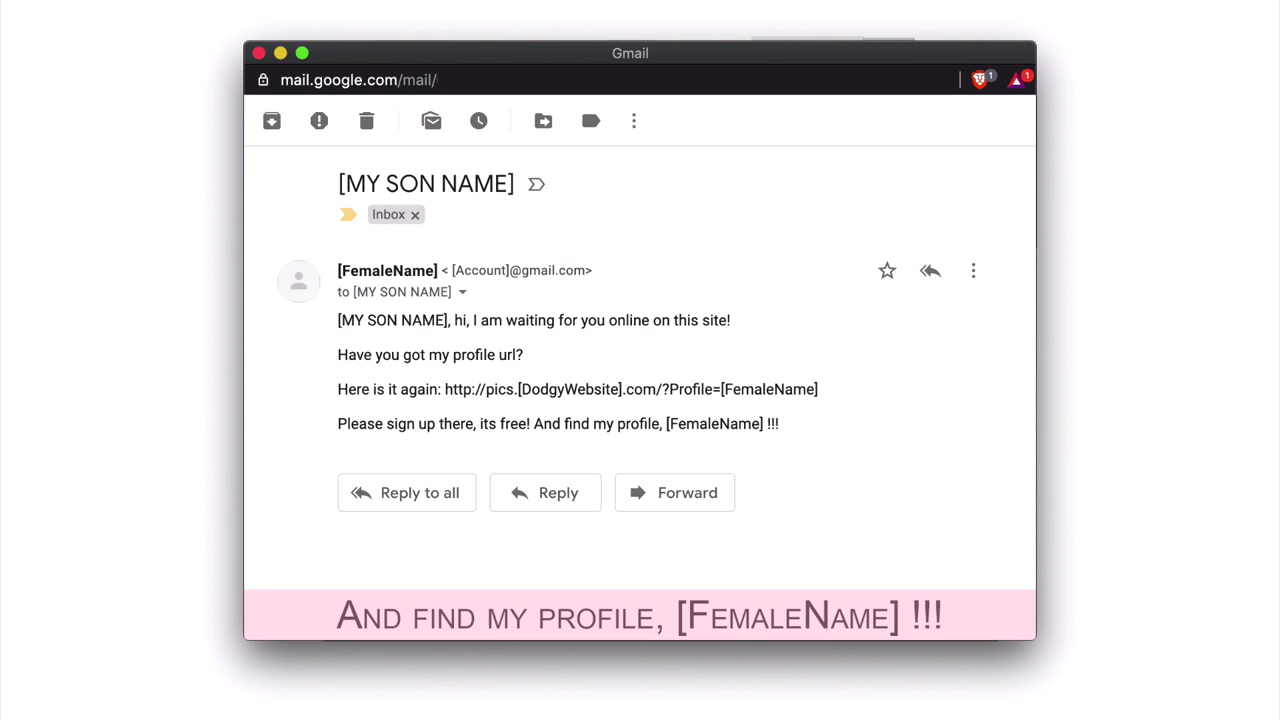 Gmail
mail.google.com/mail/
1
1
[MY SON NAME]
Inbox
[FemaleName] < [Account]@gmail.com>
to [MY SON NAME]
[MY SON NAME], hi, I am waiting for you online on this site!
Have you got my profile url?
Here is it again: http://pics.[DodgyWebsite].com/?Profile=[FemaleName]
Please sign up there, its free! And find my profile, [FemaleName] !!!
Reply to all
Reply
Forward
And find my profile, [FemaleName] !!!